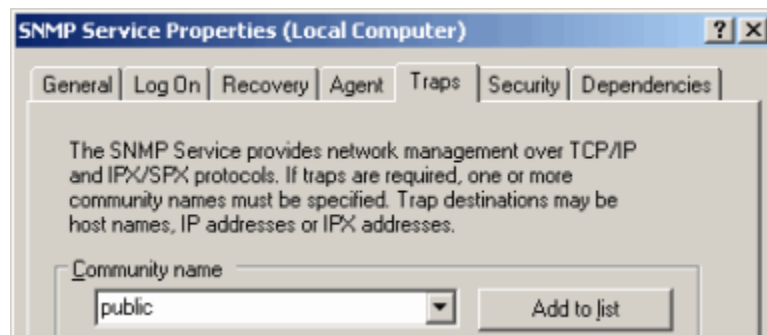 SNMP Service Properties (Local Computer)
General Log On Recovery Agent Traps Security Dependencies
The SNMP Service provides network management over TCP/IP
and IPX/SPX protocols. If traps are required, one or more
community names must be specified. Trap destinations may be
host names, IP addresses or IPX addresses.
Community name
public Add to list